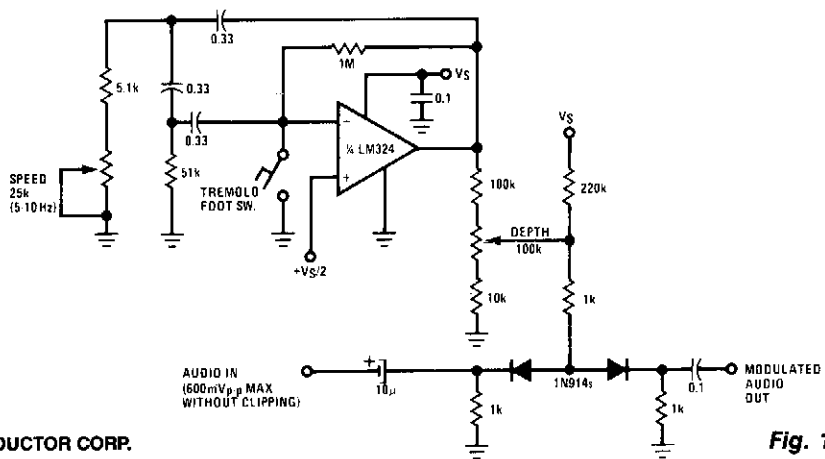 0.33
1M
5.1k
0.33
VS
0.1
VS
0.33
¼ LM324
SPEED
25k
(5-10 Hz)
51k
TREMOLO
FOOT SW.
100k
220k
DEPTH
100k
+VS/2
10k
1k
AUDIO IN
(600mVp-p MAX
WITHOUT CLIPPING)
+
10µ
1N914s
0.1
MODULATED
AUDIO
OUT
1k
1k
DUCTOR CORP.
Fig. 1